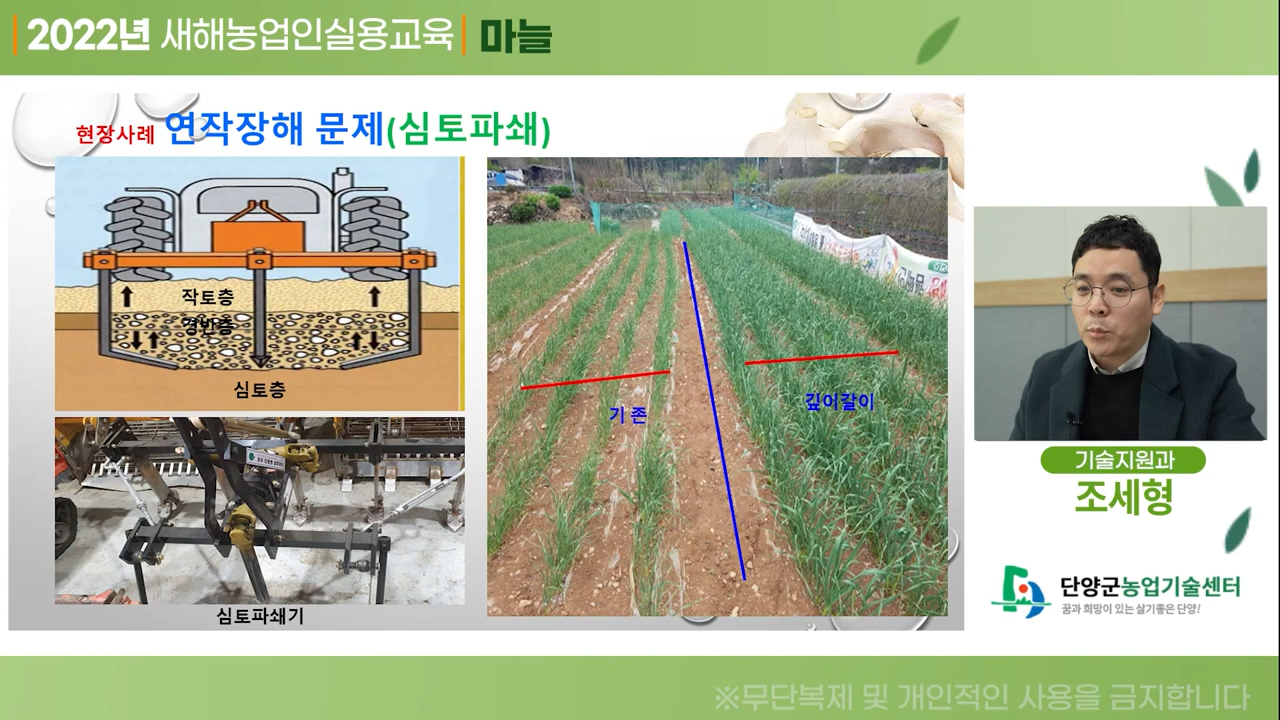 2022년 새해농업인실용교육 마늘
현장사례 연작장해 문제(심토파쇄)
작토층
경반층
심토층
심토파쇄기
기 존
깊이갈이
기술지원과
조세형
단양군농업기술센터
꿈과 희망이 있는 살기좋은 단양!
※무단복제 및 개인적인 사용을 금지합니다